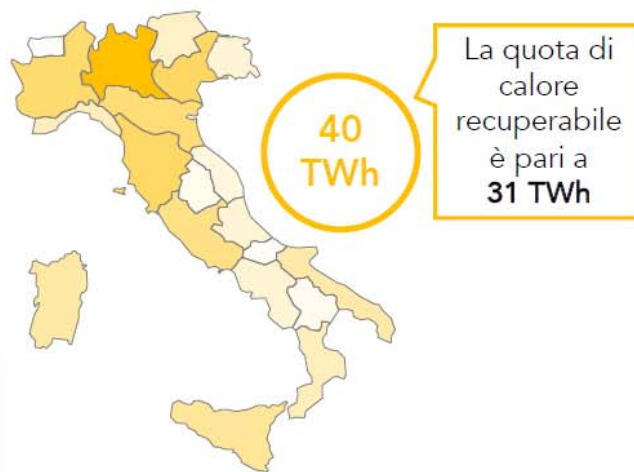 40
TWh
La quota di
calore
recuperabile
è pari a
31 TWh